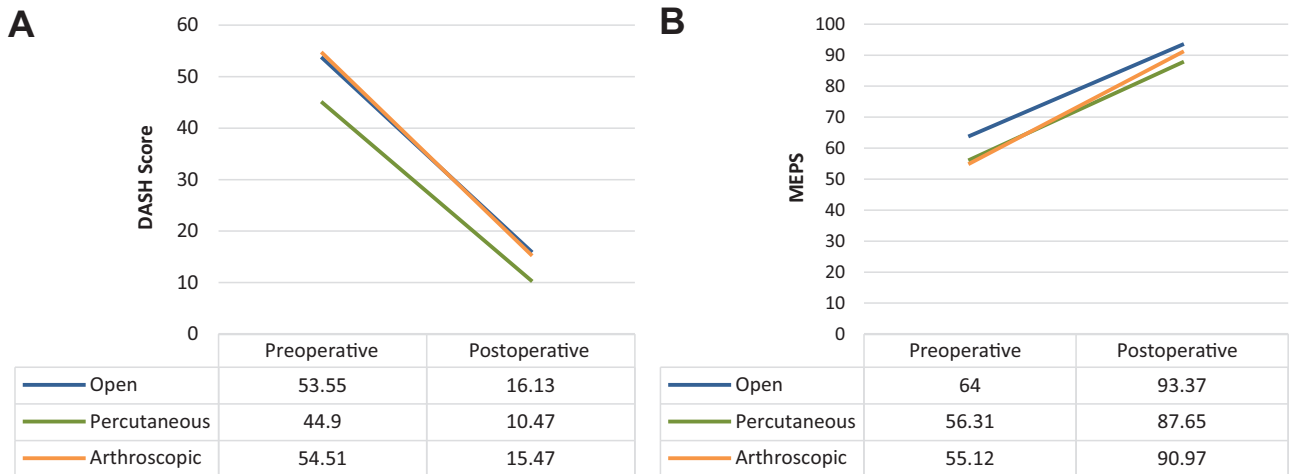 A
60
50
40
30
20
10
0
DASH Score
Preoperative Postoperative
Open 53.55 16.13
Percutaneous 44.9 10.47
Arthroscopic 54.51 15.47
B
100
90
80
70
60
50
40
30
20
10
0
MEPS
Preoperative Postoperative
Open 64 93.37
Percutaneous 56.31 87.65
Arthroscopic 55.12 90.97